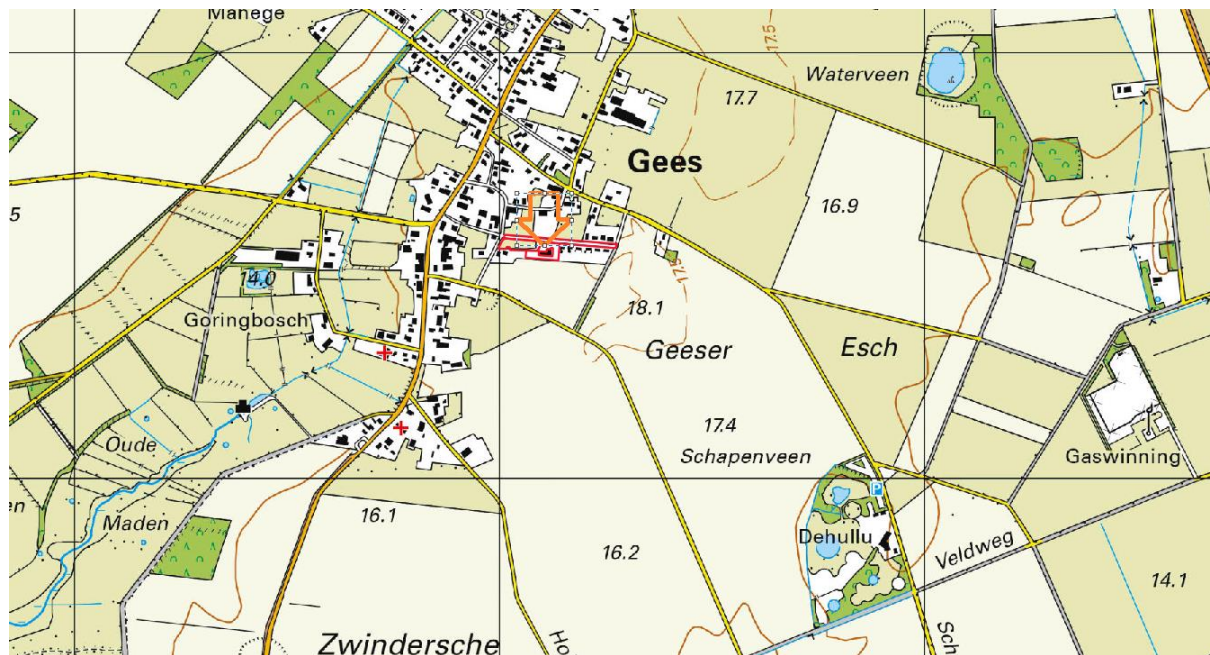 Manege
17.5
Waterveen
17.7
Gees
16.9
5
17.5
14.0
18.1
Goringbosch
Geeser
Esch
17.4
Oude
Schapenveen
Gaswinning
en
P
Maden
16.1
Dehullu
16.2
Veldweg
14.1
Zwindersche
Ho
Sch